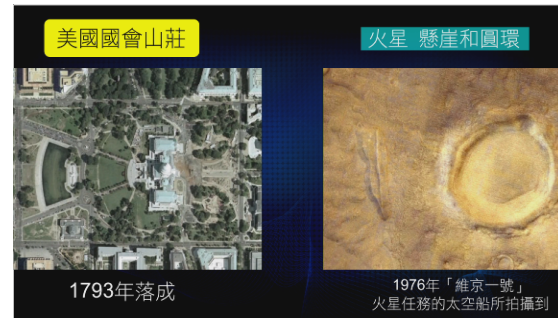 美國國會山莊
火星 懸崖和圓環
1793年落成
1976年「維京一號」
火星任務的太空船所拍攝到